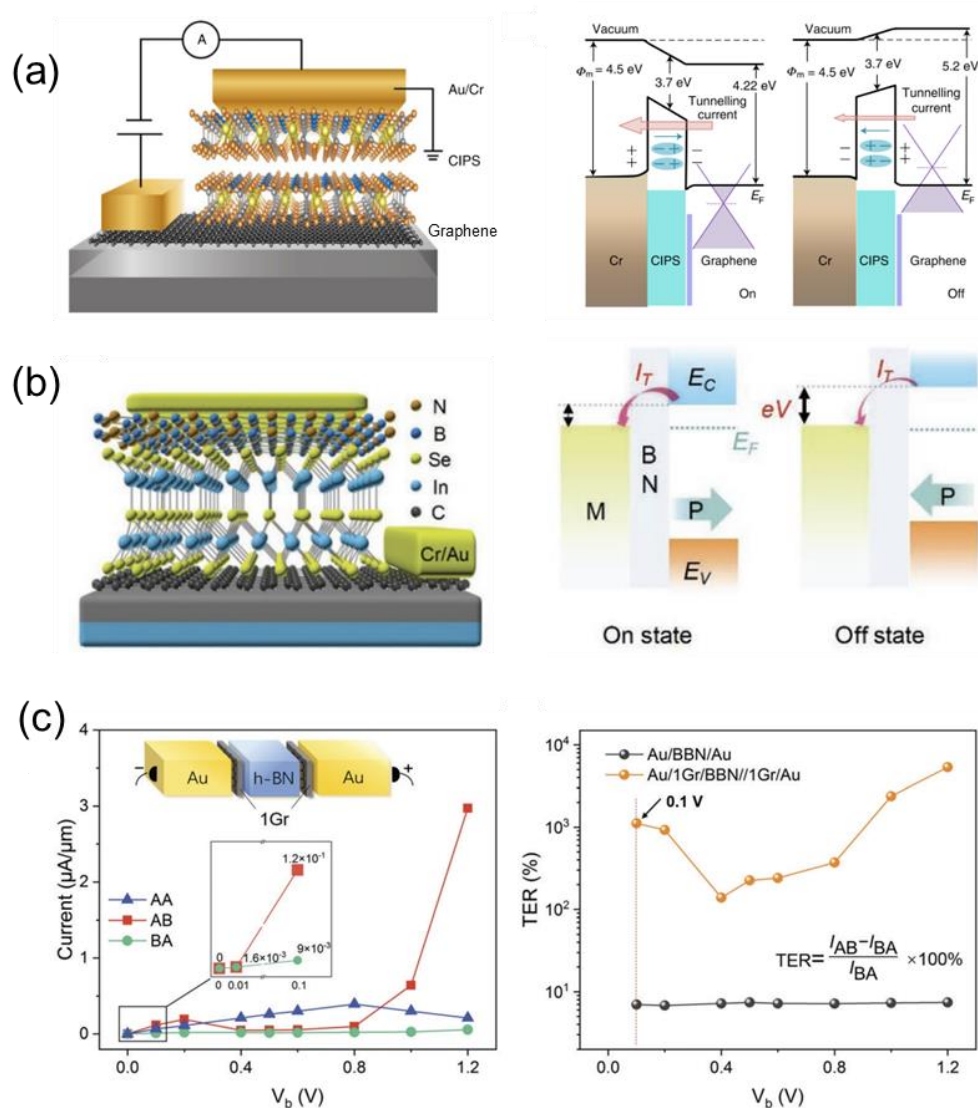 (a)
A
Au/Cr
CIPS
Graphene
Vacuum
Φm = 4.5 eV
3.7 eV
4.22 eV
Tunnelling
current
+ − + −
+ − + −
EF
Cr
CIPS
Graphene
On
Vacuum
Φm = 4.5 eV
3.7 eV
5.2 eV
Tunnelling
current
EF
Cr
CIPS
Graphene
Off
(b)
N
B
Se
In
C
Cr/Au
IT
EC
M
B
N
EF
P
EV
On state
IT
eV
P
Off state
(c)
Current (μA/μm)
4
3
2
1
0
− Au h-BN Au +
1Gr
AA
AB
BA
1.2×10⁻¹
0
1.6×10⁻³
9×10⁻³
0 0.01 0.1
0.0 0.4 0.8 1.2
Vb (V)
TER (%)
10⁴
10³
10²
10¹
Au/BBN/Au
Au/1Gr/BBN//1Gr/Au
0.1 V
TER= (IAB−IBA)/IBA ×100%
0.0 0.4 0.8 1.2
Vb (V)